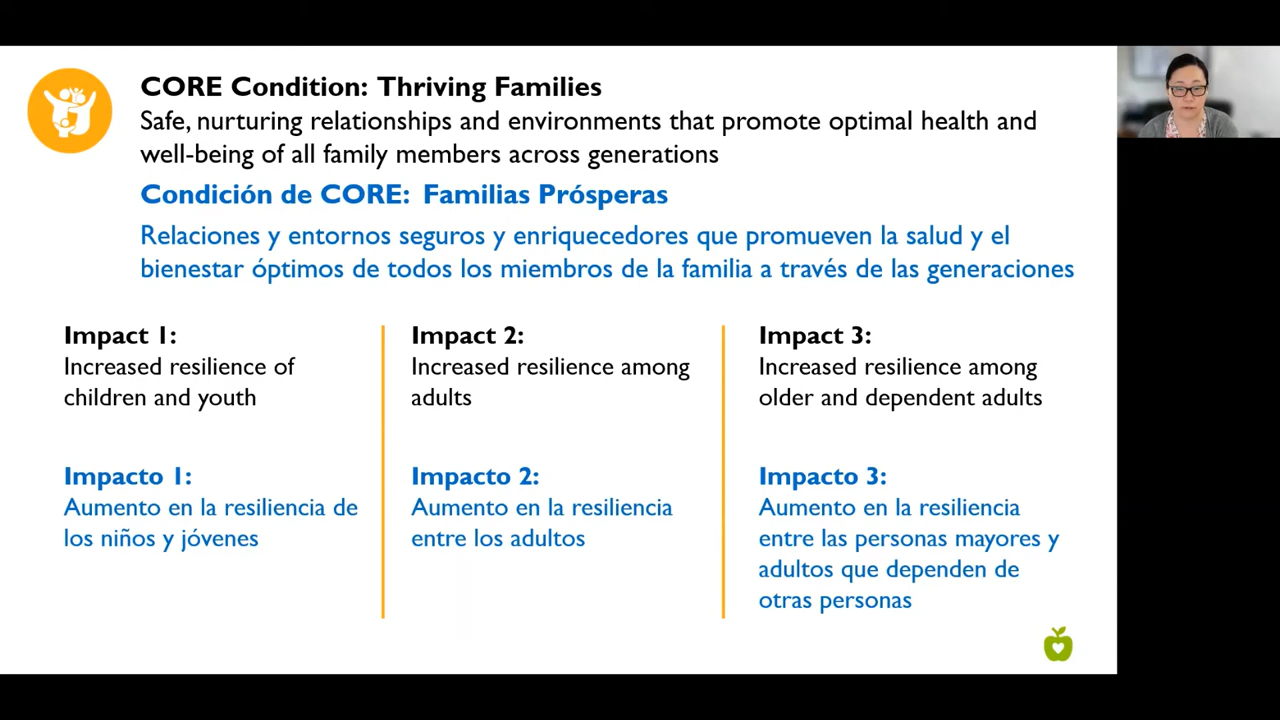 CORE Condition: Thriving Families
Safe, nurturing relationships and environments that promote optimal health and
well-being of all family members across generations
Condición de CORE: Familias Prósperas
Relaciones y entornos seguros y enriquecedores que promueven la salud y el
bienestar óptimos de todos los miembros de la familia a través de las generaciones
Impact 1:
Increased resilience of
children and youth
Impacto 1:
Aumento en la resiliencia de
los niños y jóvenes
Impact 2:
Increased resilience among
adults
Impacto 2:
Aumento en la resiliencia
entre los adultos
Impact 3:
Increased resilience among
older and dependent adults
Impacto 3:
Aumento en la resiliencia
entre las personas mayores y
adultos que dependen de
otras personas